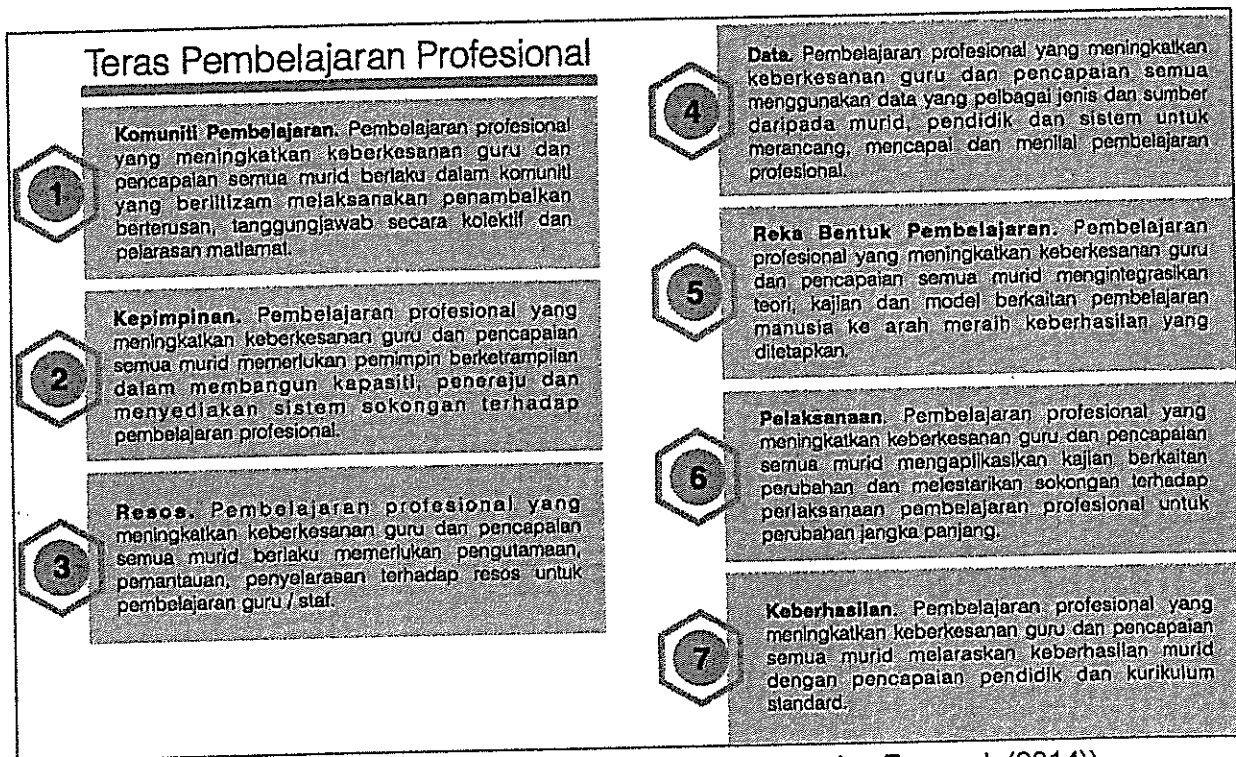 Teras Pembelajaran Profesional
1
Komuniti Pembelajaran. Pembelajaran profesional
yang meningkatkan keberkesanan guru dan
pencapaian semua murid berlaku dalam komuniti
yang beriltizam melaksanakan penambaikan
berterusan, tanggungjawab secara kolektif dan
pelarasan matlamat.
2
Kepimpinan. Pembelajaran profesional yang
meningkatkan keberkesanan guru dan pencapaian
semua murid memerlukan pemimpin berketrampilan
dalam membangun kapasiti, peneraju dan
menyediakan sistem sokongan terhadap
pembelajaran profesional.
3
Resos. Pembelajaran profesional yang
meningkatkan keberkesanan guru dan pencapaian
semua murid berlaku memerlukan pengutamaan,
pemantauan, penyelarasan terhadap resos untuk
pembelajaran guru / staf.
4
Data. Pembelajaran profesional yang meningkatkan
keberkesanan guru dan pencapaian semua
menggunakan data yang pelbagai jenis dan sumber
daripada murid, pendidik dan sistem untuk
merancang, mencapai dan menilai pembelajaran
profesional.
5
Reka Bentuk Pembelajaran. Pembelajaran
profesional yang meningkatkan keberkesanan guru
dan pencapaian semua murid mengintegrasikan
teori, kajian dan model berkaitan pembelajaran
manusia ke arah meraih keberhasilan yang
ditetapkan.
6
Pelaksanaan. Pembelajaran profesional yang
meningkatkan keberkesanan guru dan pencapaian
semua murid mengaplikasikan kajian berkaitan
perubahan dan melestarikan sokongan terhadap
perlaksanaan pembelajaran profesional untuk
perubahan jangka panjang.
7
Keberhasilan. Pembelajaran profesional yang
meningkatkan keberkesanan guru dan pencapaian
semua murid melaraskan keberhasilan murid
dengan pencapaian pendidik dan kurikulum
standard.
(2014))